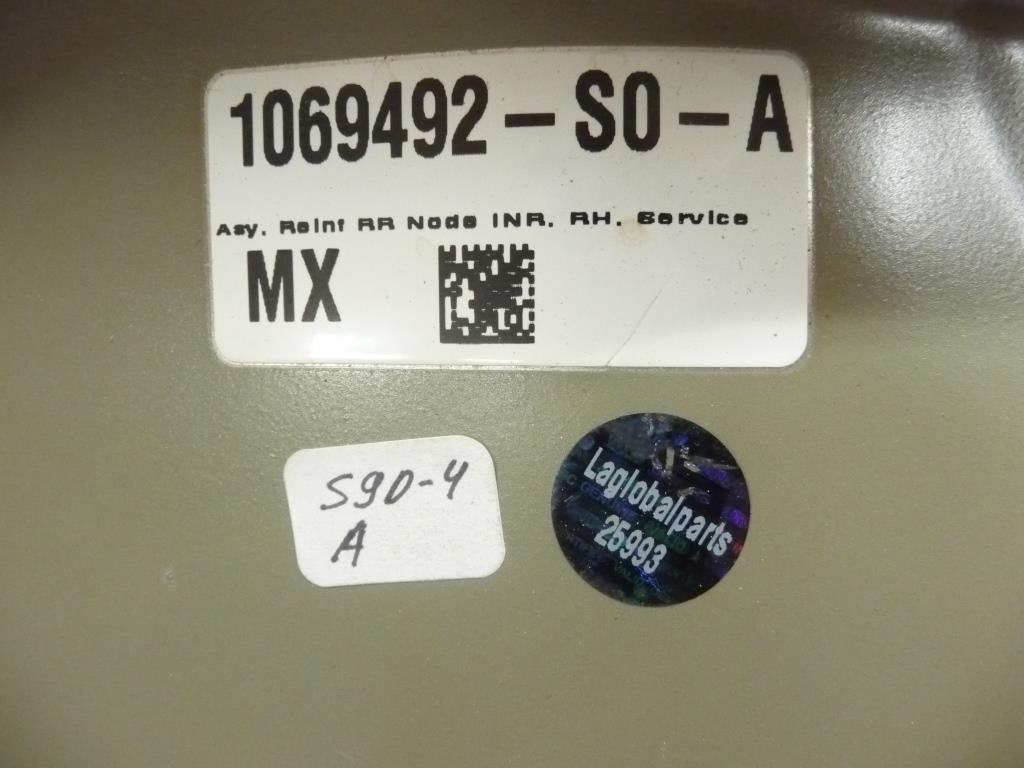 1069492-S0-A
Asy, Reinf RR Node INR, RH, Service
MX
S90-4
A
Laglobalparts
25993